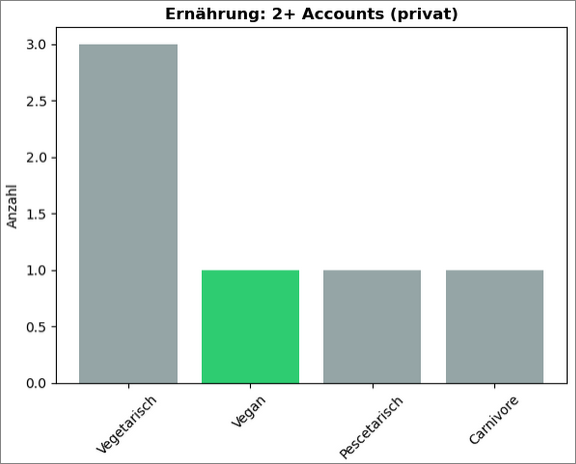 Ernährung: 2+ Accounts (privat)
Anzahl
3.0
2.5
2.0
1.5
1.0
0.5
0.0
Vegetarisch
Vegan
Pescetarisch
Carnivore